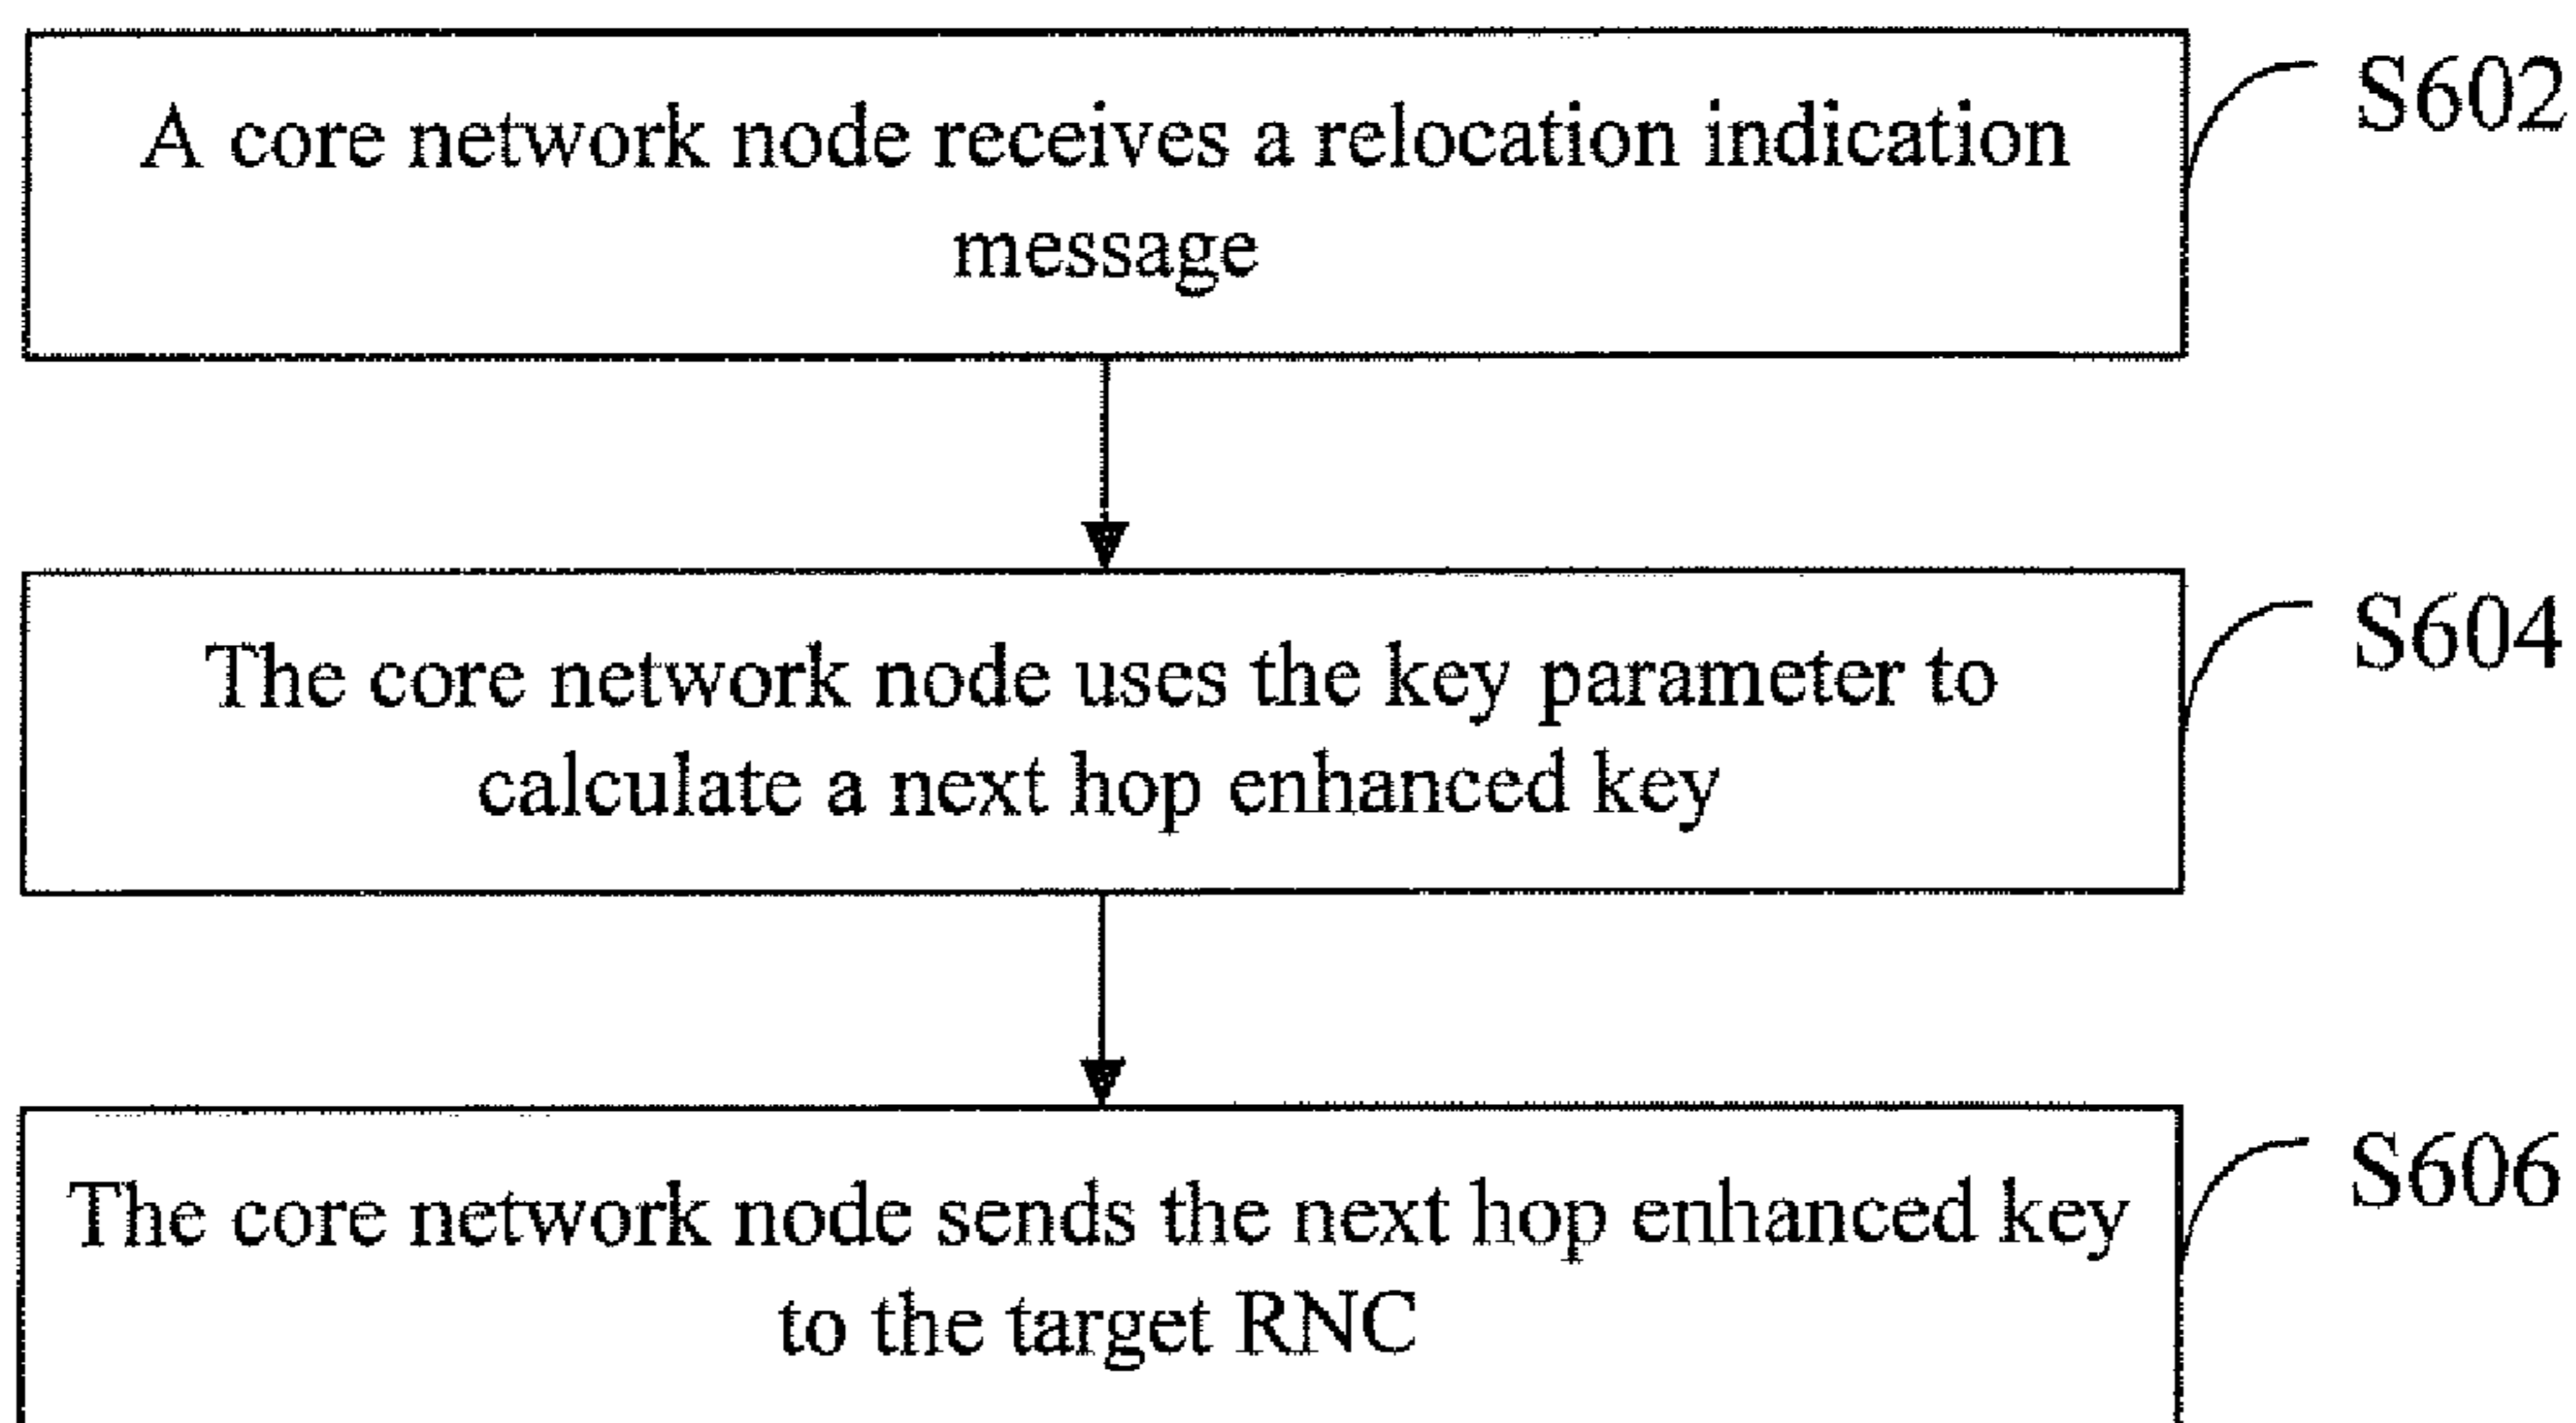 A core network node receives a relocation indication
message
S602
The core network node uses the key parameter to
calculate a next hop enhanced key
S604
The core network node sends the next hop enhanced key
to the target RNC
S606